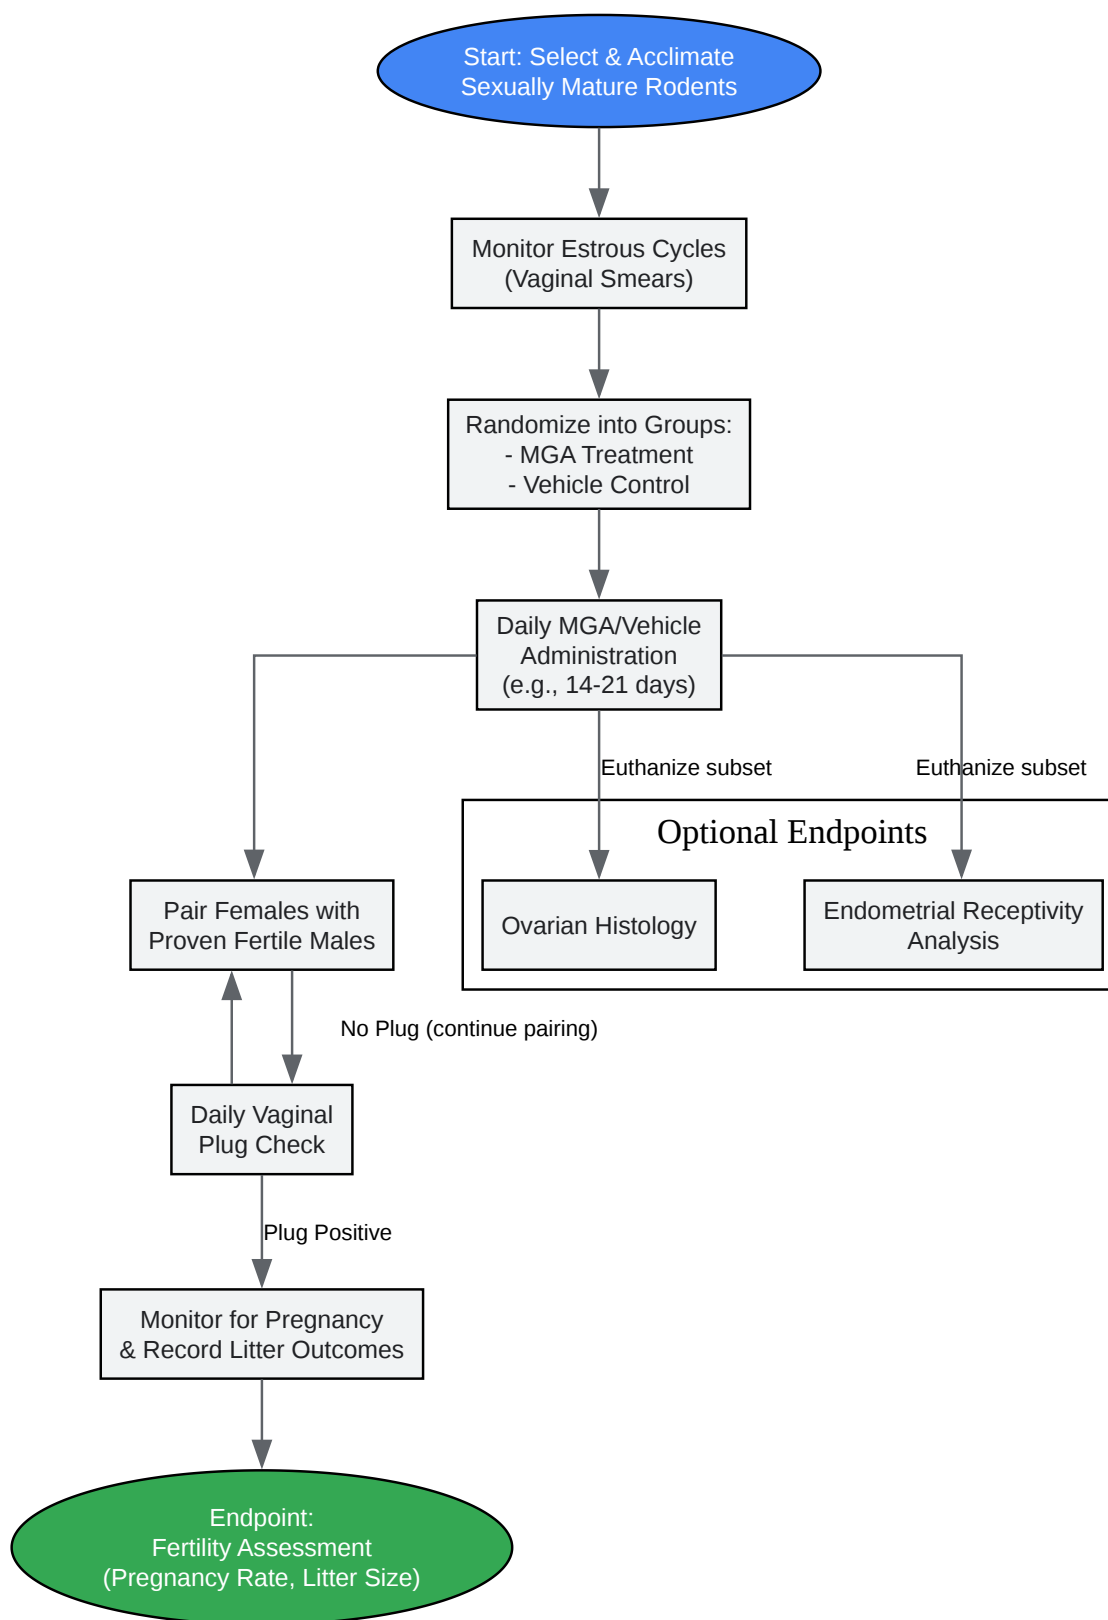 Start: Select & Acclimate
Sexually Mature Rodents
Monitor Estrous Cycles
(Vaginal Smears)
Randomize into Groups:
- MGA Treatment
- Vehicle Control
Daily MGA/Vehicle
Administration
(e.g., 14-21 days)
Euthanize subset
Euthanize subset
Optional Endpoints
Pair Females with
Proven Fertile Males
Ovarian Histology
Endometrial Receptivity
Analysis
No Plug (continue pairing)
Daily Vaginal
Plug Check
Plug Positive
Monitor for Pregnancy
& Record Litter Outcomes
Endpoint:
Fertility Assessment
(Pregnancy Rate, Litter Size)